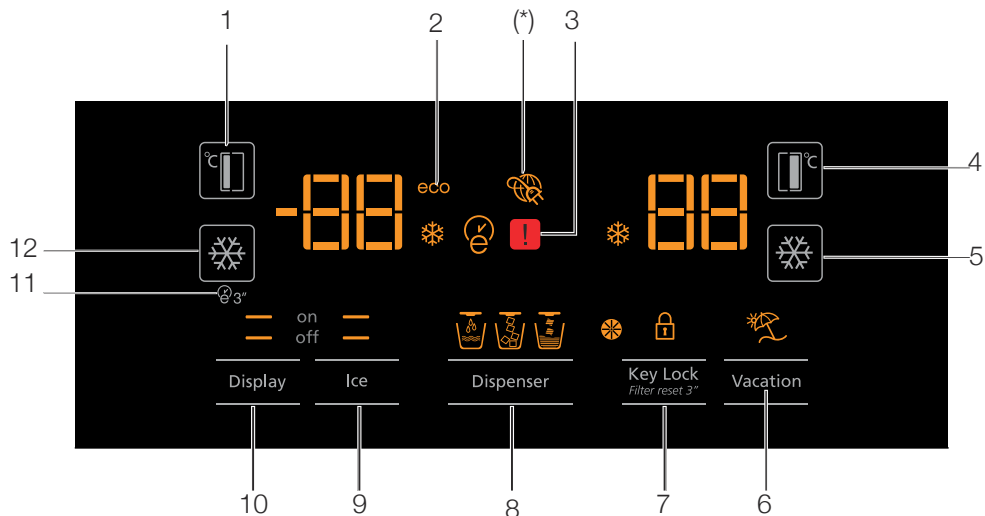 1 2 (*) 3
°C °C
4
-88 eco 88
12
e !
5
11
e 3"
on
off
Display Ice Dispenser Key Lock Vacation
Filter reset 3"
10 9 8 7 6